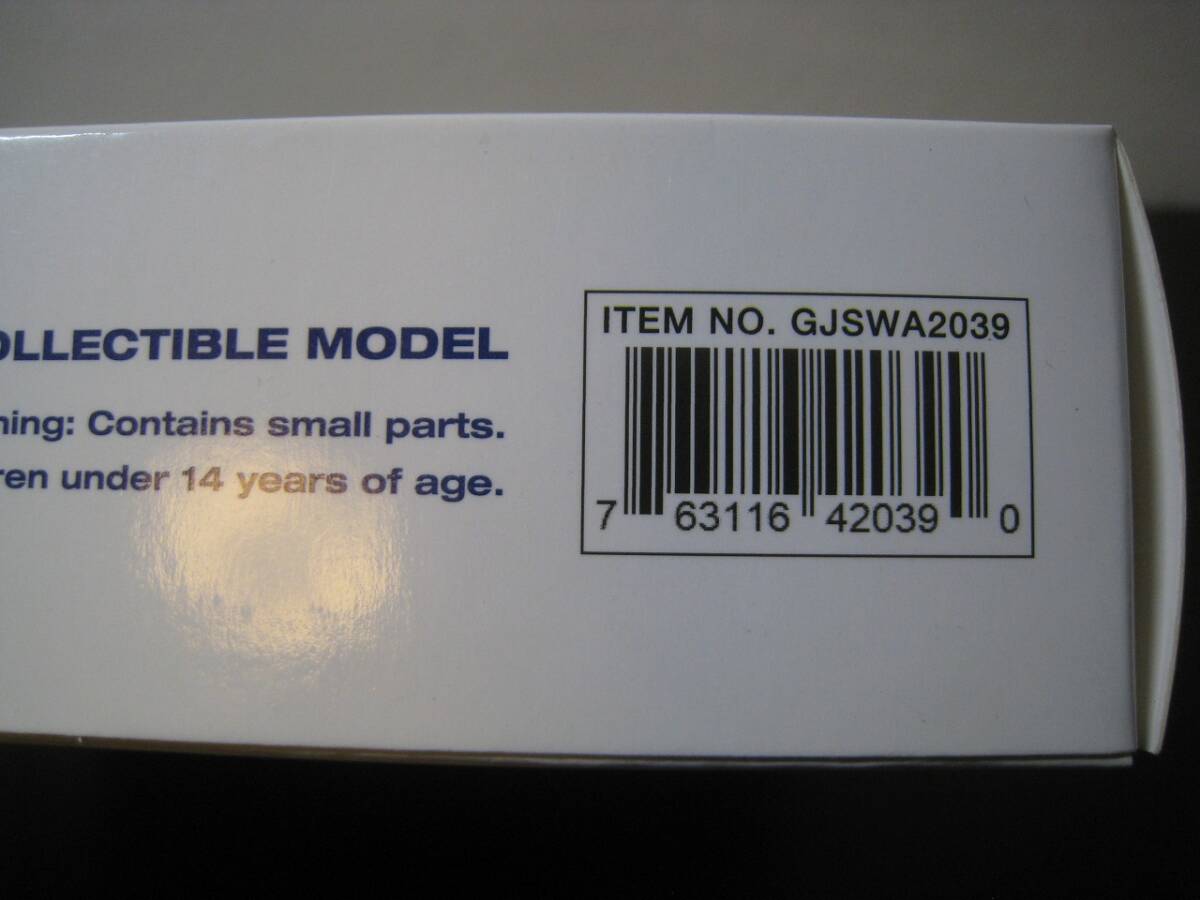 OLLECTIBLE MODEL
ning: Contains small parts.
ren under 14 years of age.
ITEM NO. GJSWA2039
7 63116 42039 0